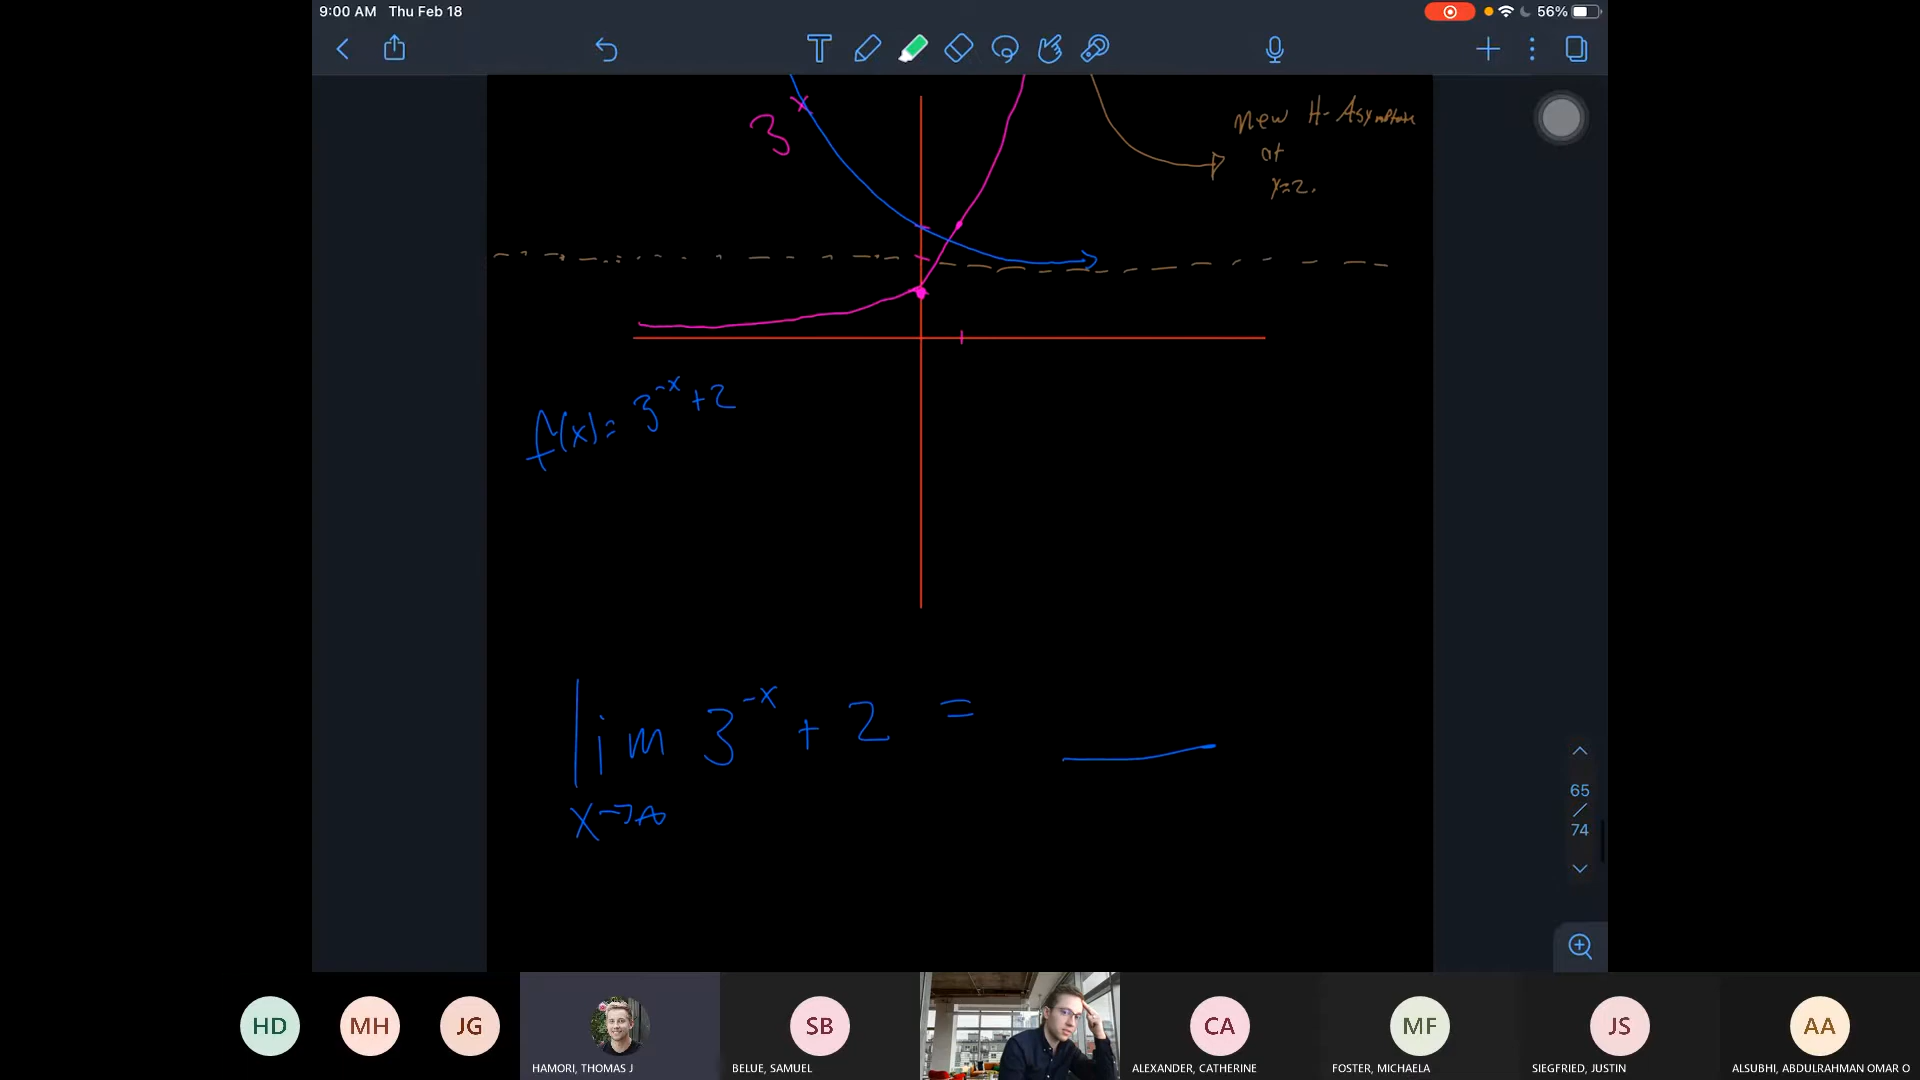 9:00 AM Thu Feb 18
56%
3^x
new H-Asymptote
at
y=2.
f(x)= 3^-x +2
lim 3^-x + 2 =
x→∞
65
/
74
HD
MH
JG
SB
CA
MF
JS
AA
HAMORI, THOMAS J
BELUE, SAMUEL
ALEXANDER, CATHERINE
FOSTER, MICHAELA
SIEGFRIED, JUSTIN
ALSUBHI, ABDULRAHMAN OMAR O